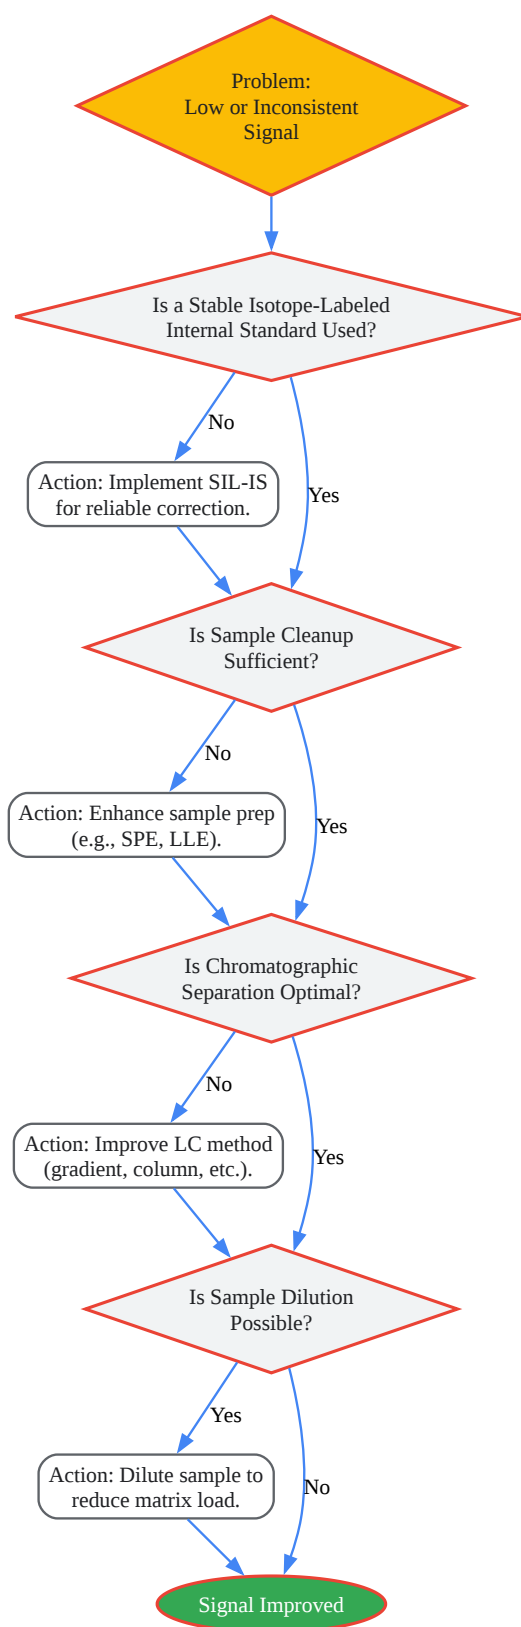 Problem:
Low or Inconsistent
Signal
Is a Stable Isotope-Labeled
Internal Standard Used?
No
Yes
Action: Implement SIL-IS
for reliable correction.
Is Sample Cleanup
Sufficient?
No
Yes
Action: Enhance sample prep
(e.g., SPE, LLE).
Is Chromatographic
Separation Optimal?
No
Yes
Action: Improve LC method
(gradient, column, etc.).
Is Sample Dilution
Possible?
Yes
No
Action: Dilute sample to
reduce matrix load.
Signal Improved